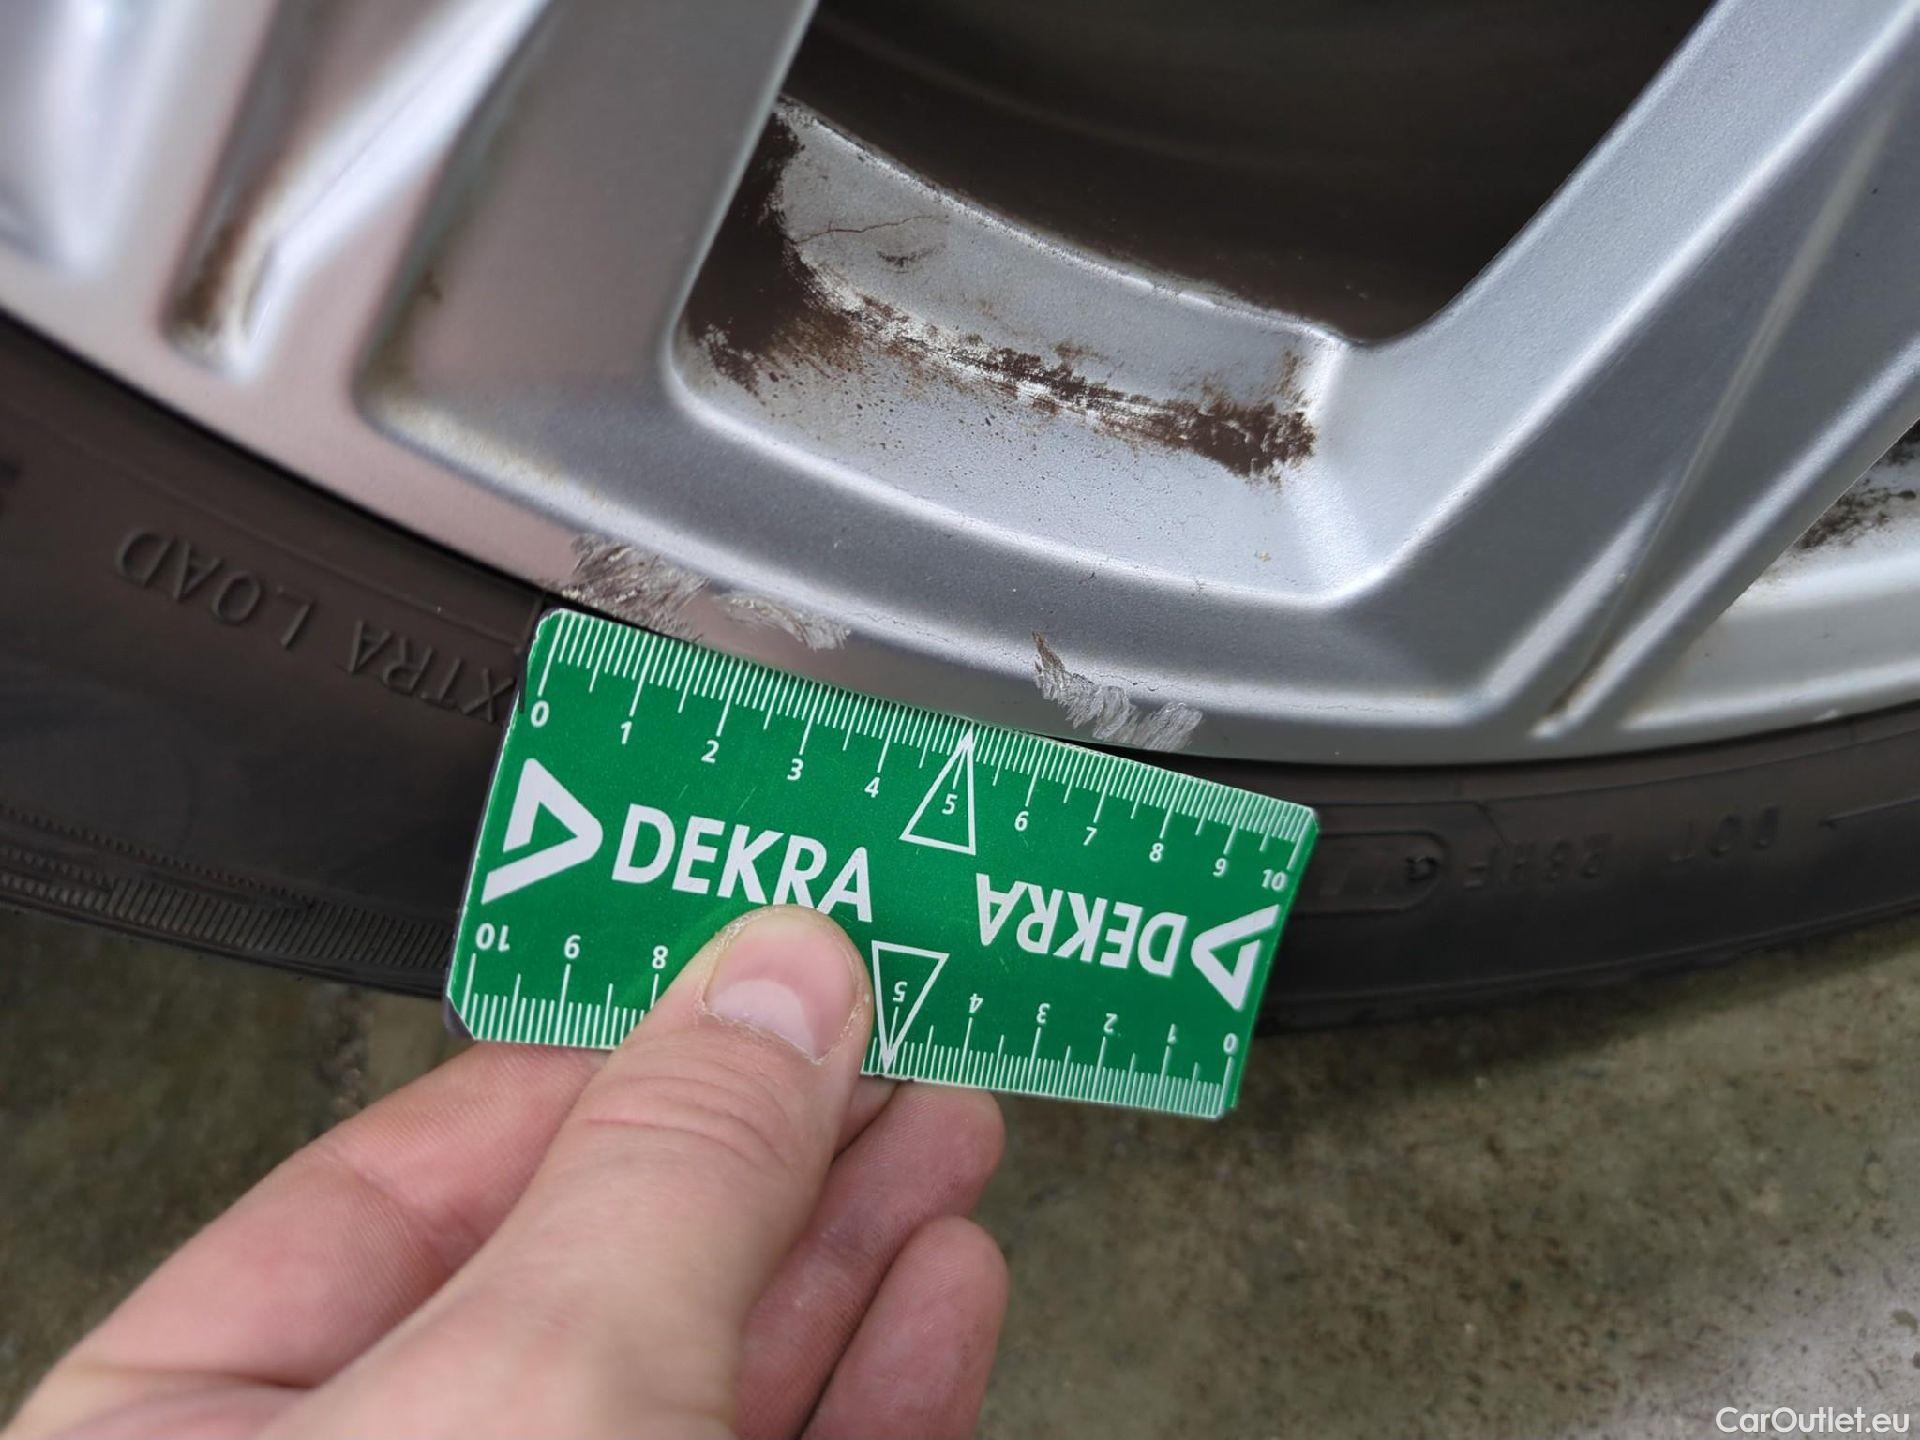 EXTRA LOAD
0 1 2 3 4 5 6 7 8 9 10
DEKRA
DEKRA
10 9 8 5 4 3 2 1 0
DOT
CarOutlet.eu